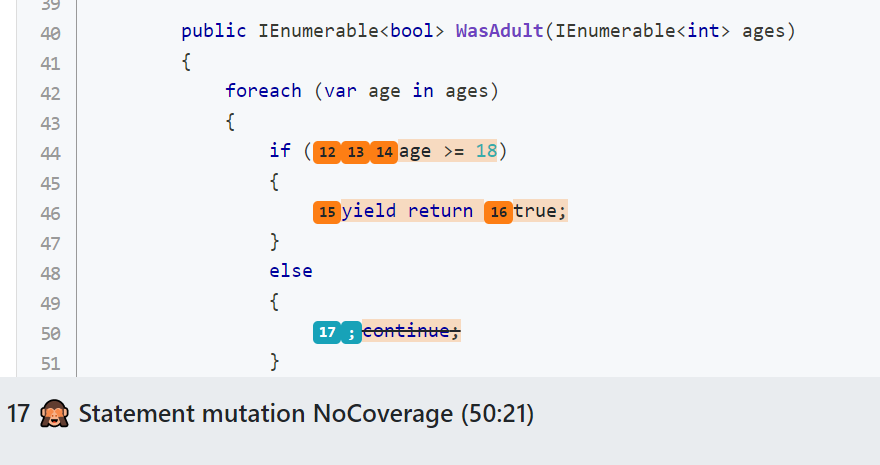 39
40 public IEnumerable<bool> WasAdult(IEnumerable<int> ages)
41 {
42 foreach (var age in ages)
43 {
44 if (12 13 14 age >= 18)
45 {
46 15 yield return 16 true;
47 }
48 else
49 {
50 17 ; continue;
51 }
17 🙈 Statement mutation NoCoverage (50:21)